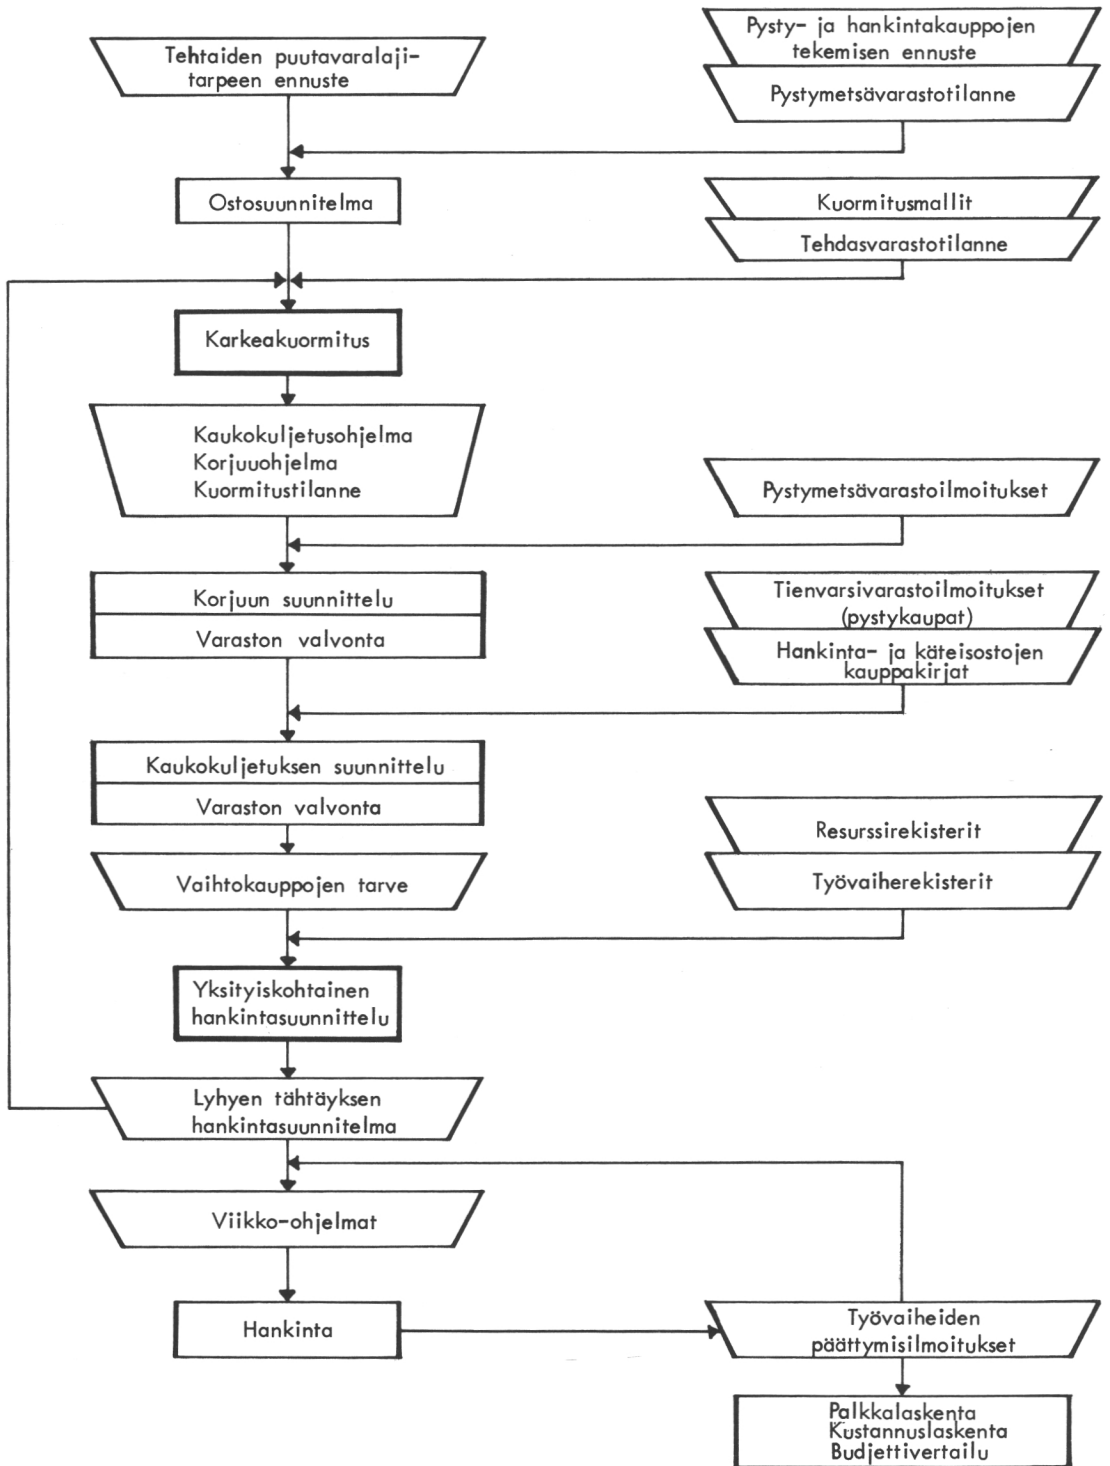 Tehtaiden puutavaralaji-
tarpeen ennuste
Pysty- ja hankintakauppojen
tekemisen ennuste
Pystymetsävarastotilanne
Ostosuunnitelma
Kuormitusmallit
Tehdasvarastotilanne
Karkeakuormitus
Kaukokuljetusohjelma
Korjuuohjelma
Kuormitustilanne
Pystymetsävarastoilmoitukset
Korjuun suunnittelu
Varaston valvonta
Tienvarsivarastoilmoitukset
(pystykaupat)
Hankinta- ja käteisostojen
kauppakirjat
Kaukokuljetuksen suunnittelu
Varaston valvonta
Resurssirekisterit
Vaihtokauppojen tarve
Työvaiherekisterit
Yksityiskohtainen
hankintasuunnittelu
Lyhyen tähtäyksen
hankintasuunnitelma
Viikko-ohjelmat
Hankinta
Työvaiheiden
päättymisilmoitukset
Palkkalaskenta
Kustannuslaskenta
Budjettivertailu